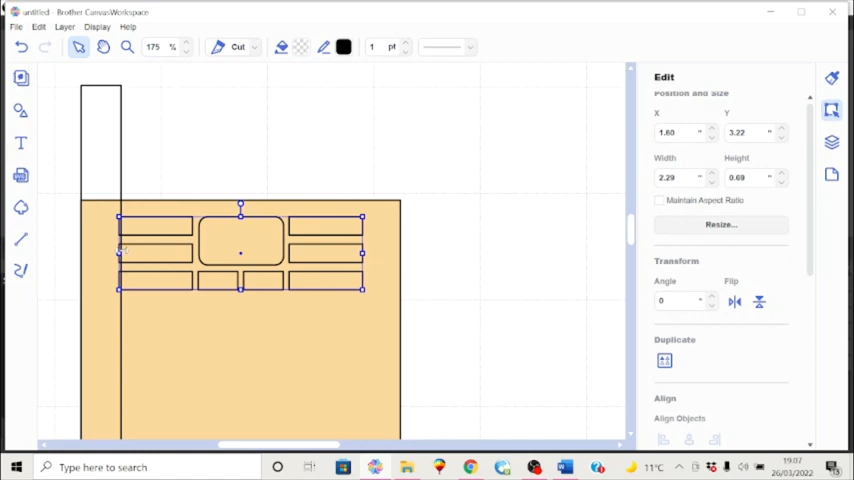 untitled - Brother CanvasWorkspace
File Edit Layer Display Help
175 % Cut 1 pt
Edit
Position and Size
X Y
1.60 " 3.22 "
Width Height
2.29 " 0.69 "
Maintain Aspect Ratio
Resize...
Transform
Angle Flip
0 °
Duplicate
Align
Align Objects
Type here to search
11°C
19.07
26/03/2022